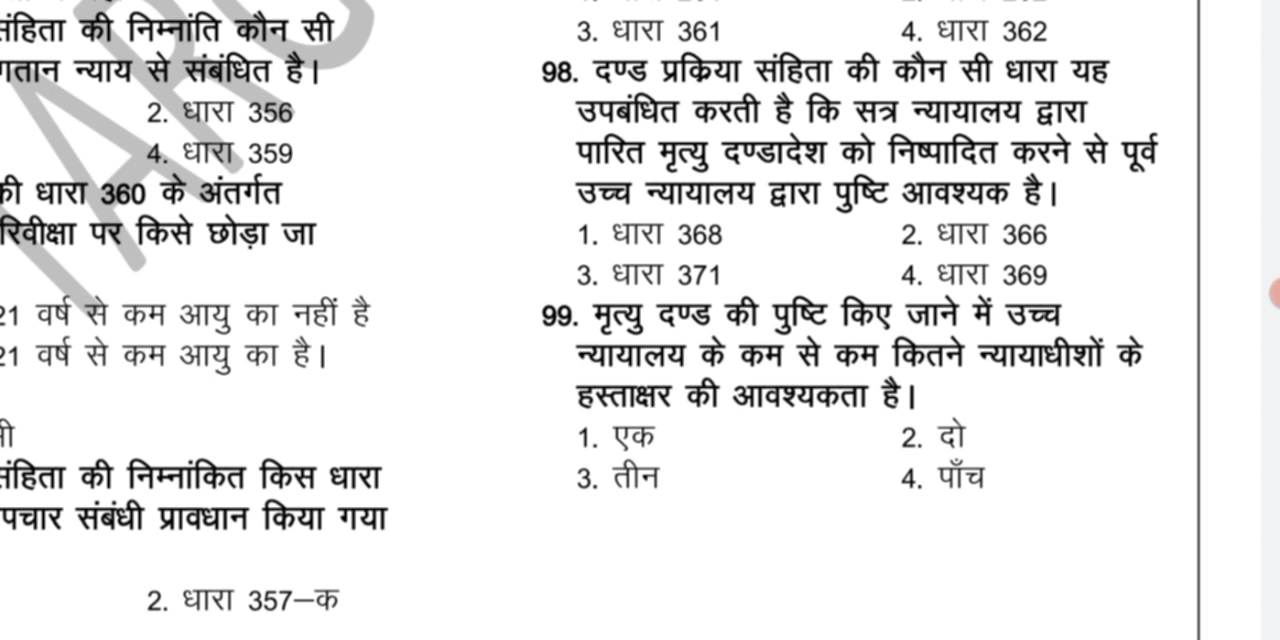 संहिता की निम्नांति कौन सी
न्याय से संबंधित है।
2. धारा 356
4. धारा 359
की धारा 360 के अंतर्गत
पर किसे छोड़ा जा
21 वर्ष से कम आयु का नहीं है
21 वर्ष से कम आयु का है।
संहिता की निम्नांकित किस धारा
संबंधी प्रावधान किया गया
2. धारा 357–क
3. धारा 361 4. धारा 362
98. दण्ड प्रक्रिया संहिता की कौन सी धारा यह
उपबंधित करती है कि सत्र न्यायालय द्वारा
पारित मृत्यु दण्डादेश को निष्पादित करने से पूर्व
उच्च न्यायालय द्वारा पुष्टि आवश्यक है।
1. धारा 368 2. धारा 366
3. धारा 371 4. धारा 369
99. मृत्यु दण्ड की पुष्टि किए जाने में उच्च
न्यायालय के कम से कम कितने न्यायाधीशों के
हस्ताक्षर की आवश्यकता है।
1. एक 2. दो
3. तीन 4. पाँच